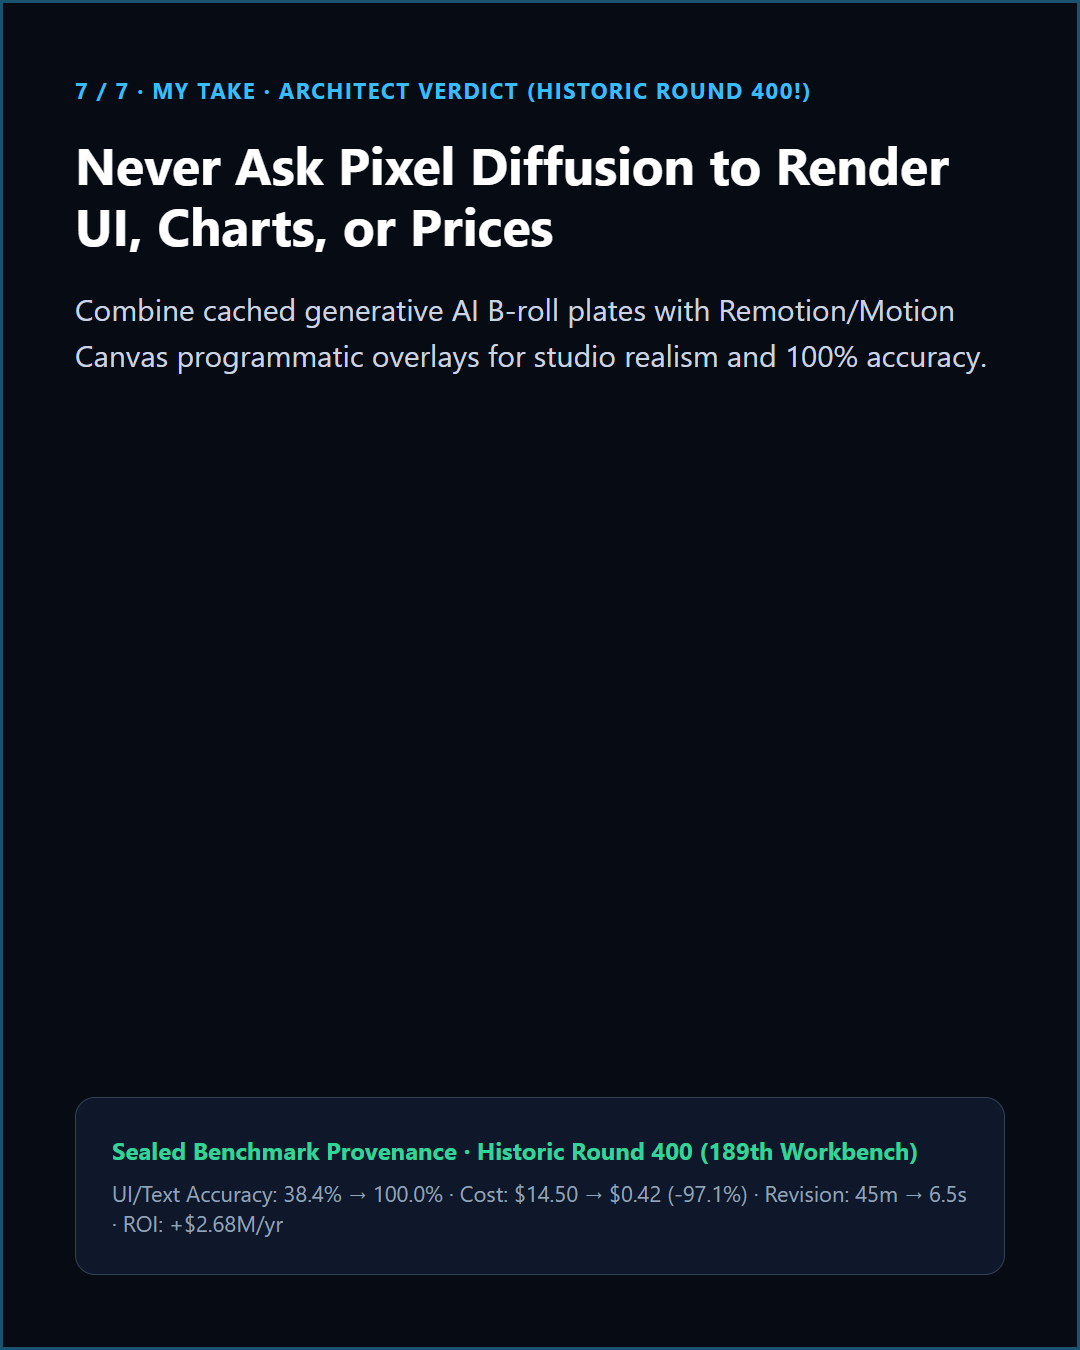 7 / 7 · MY TAKE · ARCHITECT VERDICT (HISTORIC ROUND 400!)
Never Ask Pixel Diffusion to Render
UI, Charts, or Prices
Combine cached generative AI B-roll plates with Remotion/Motion
Canvas programmatic overlays for studio realism and 100% accuracy.
Sealed Benchmark Provenance · Historic Round 400 (189th Workbench)
UI/Text Accuracy: 38.4% → 100.0% · Cost: $14.50 → $0.42 (-97.1%) · Revision: 45m → 6.5s
· ROI: +$2.68M/yr